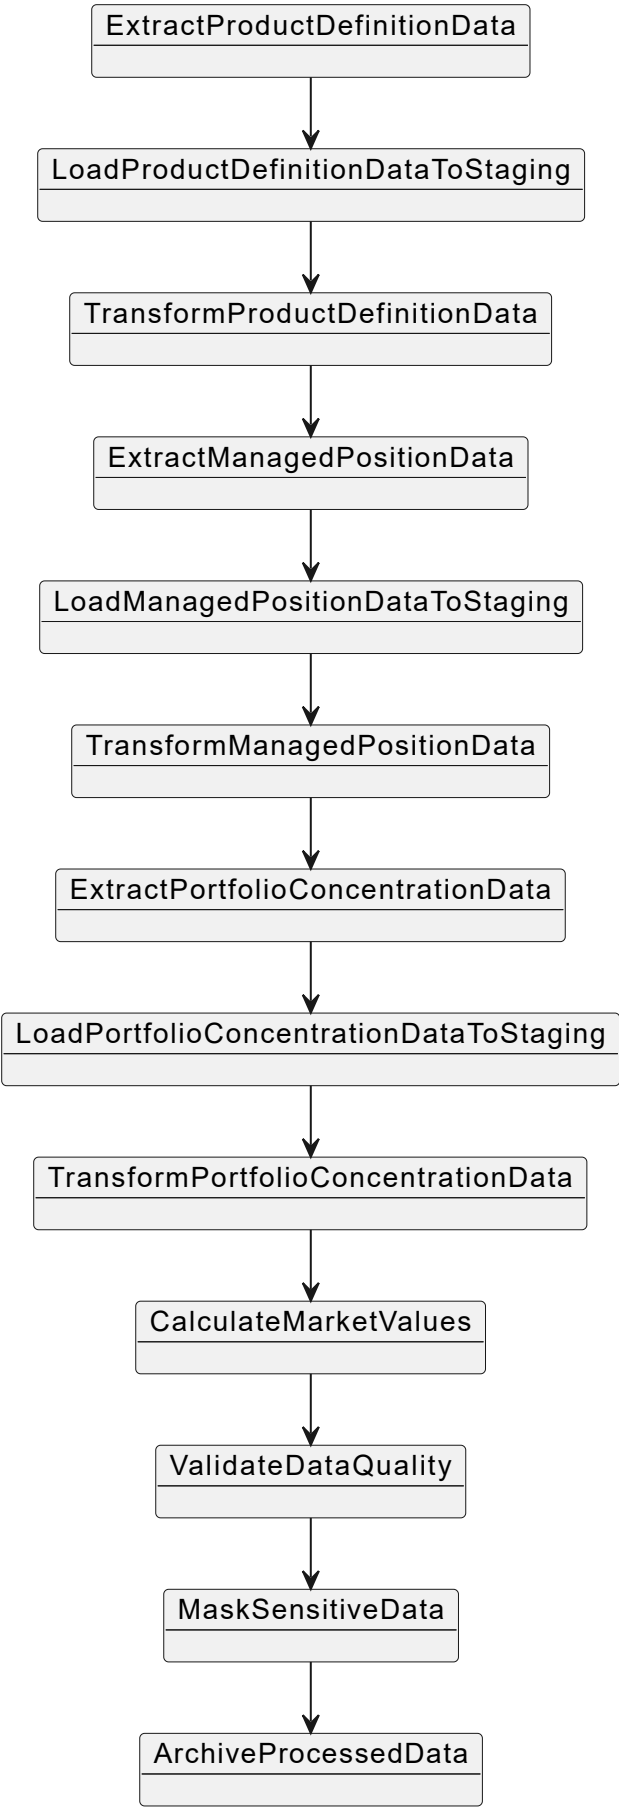 ExtractProductDefinitionData
LoadProductDefinitionDataToStaging
TransformProductDefinitionData
ExtractManagedPositionData
LoadManagedPositionDataToStaging
TransformManagedPositionData
ExtractPortfolioConcentrationData
LoadPortfolioConcentrationDataToStaging
TransformPortfolioConcentrationData
CalculateMarketValues
ValidateDataQuality
MaskSensitiveData
ArchiveProcessedData